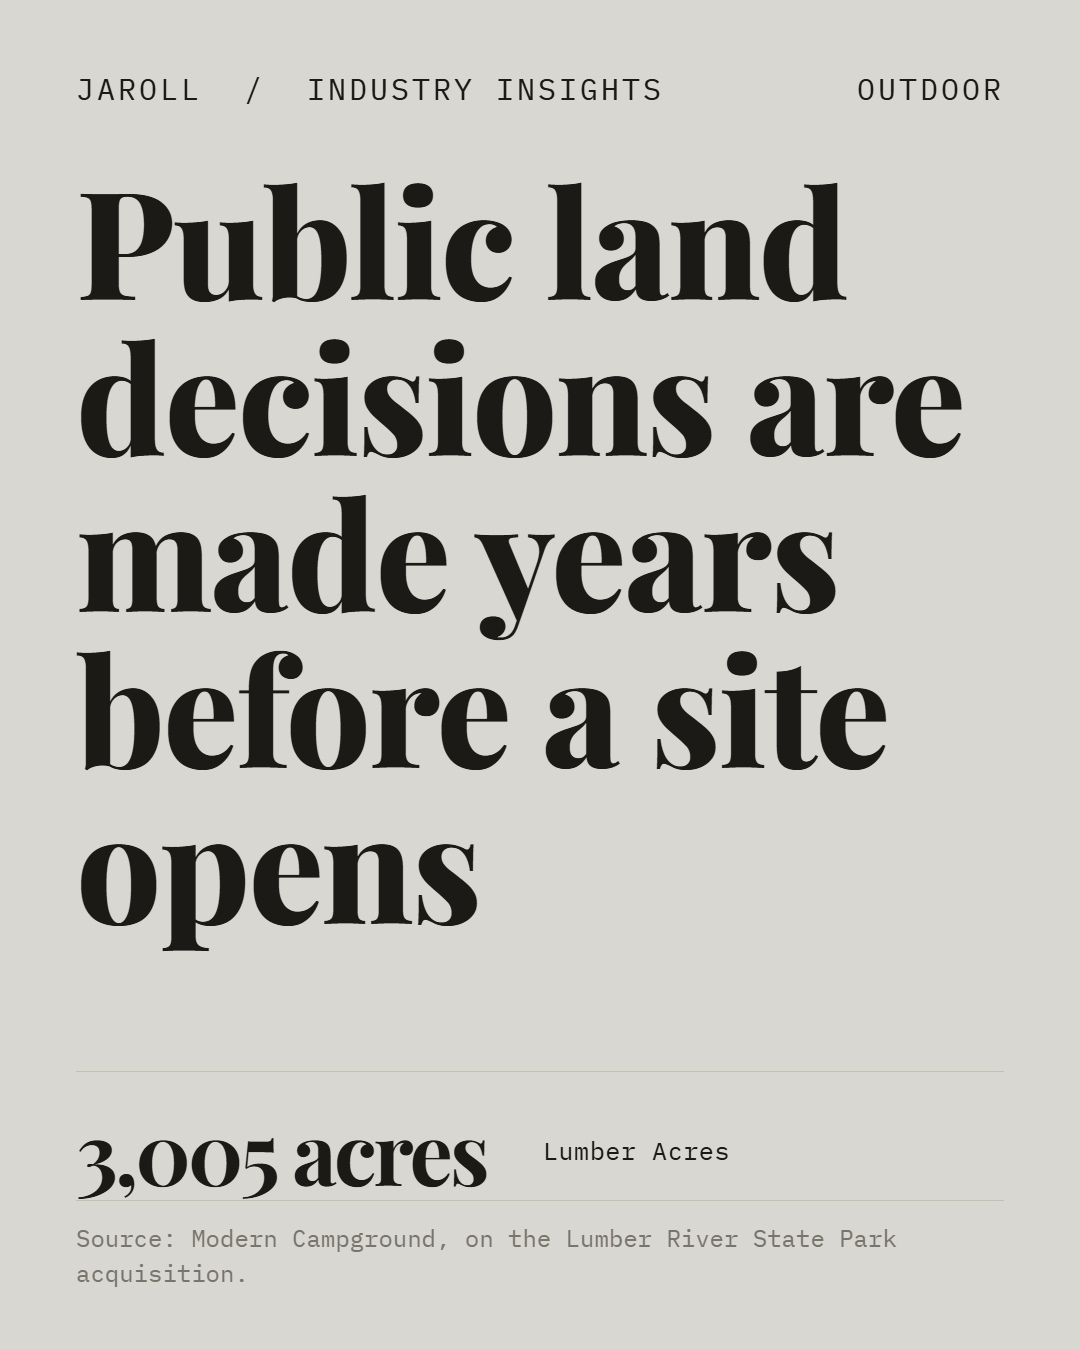 JAROLL / INDUSTRY INSIGHTS OUTDOOR
Public land
decisions are
made years
before a site
opens
3,005 acres Lumber Acres
Source: Modern Campground, on the Lumber River State Park
acquisition.